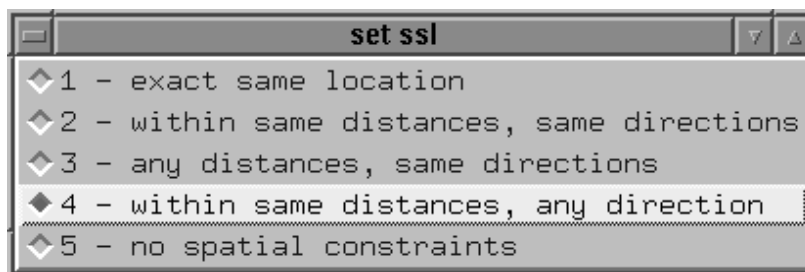 set ssl
1 - exact same location
2 - within same distances, same directions
3 - any distances, same directions
4 - within same distances, any direction
5 - no spatial constraints